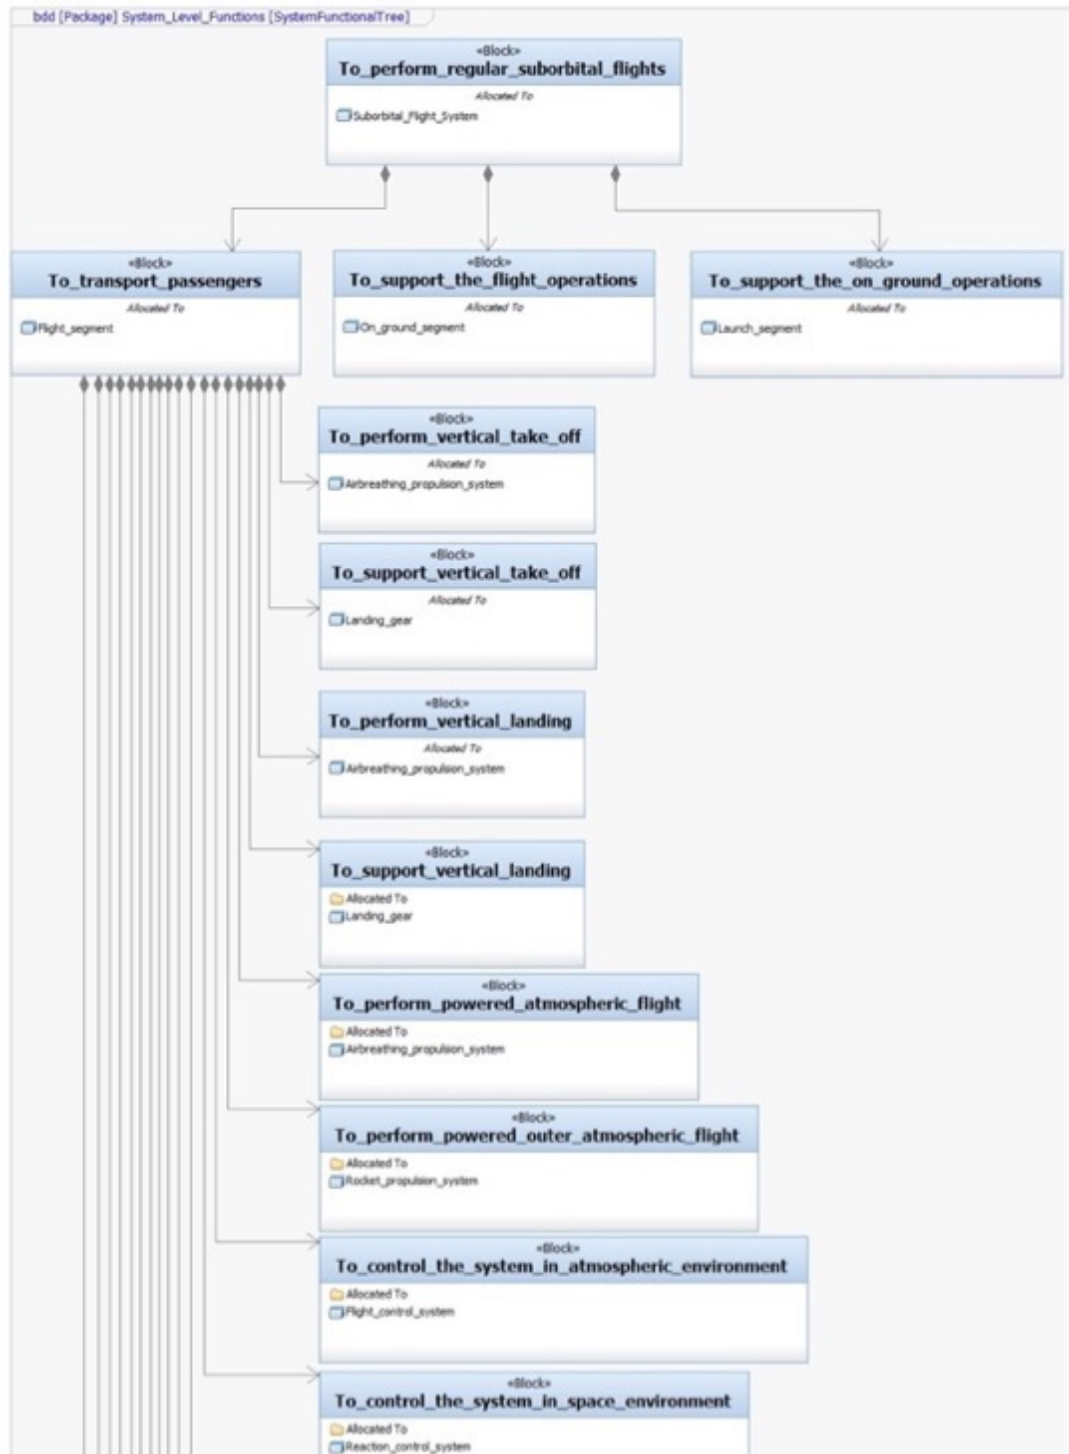 bdd [Package] System_Level_Functions [SystemFunctionalTree]
«Block»
To_perform_regular_suborbital_flights
Allocated To
Suborbital_Flight_System
«Block»
To_transport_passengers
Allocated To
Flight_segment
«Block»
To_support_the_flight_operations
Allocated To
On_ground_segment
«Block»
To_support_the_on_ground_operations
Allocated To
Launch_segment
«Block»
To_perform_vertical_take_off
Allocated To
Airbreathing_propulsion_system
«Block»
To_support_vertical_take_off
Allocated To
Landing_gear
«Block»
To_perform_vertical_landing
Allocated To
Airbreathing_propulsion_system
«Block»
To_support_vertical_landing
Allocated To
Landing_gear
«Block»
To_perform_powered_atmospheric_flight
Allocated To
Airbreathing_propulsion_system
«Block»
To_perform_powered_outer_atmospheric_flight
Allocated To
Rocket_propulsion_system
«Block»
To_control_the_system_in_atmospheric_environment
Allocated To
Flight_control_system
«Block»
To_control_the_system_in_space_environment
Allocated To
Reaction_control_system